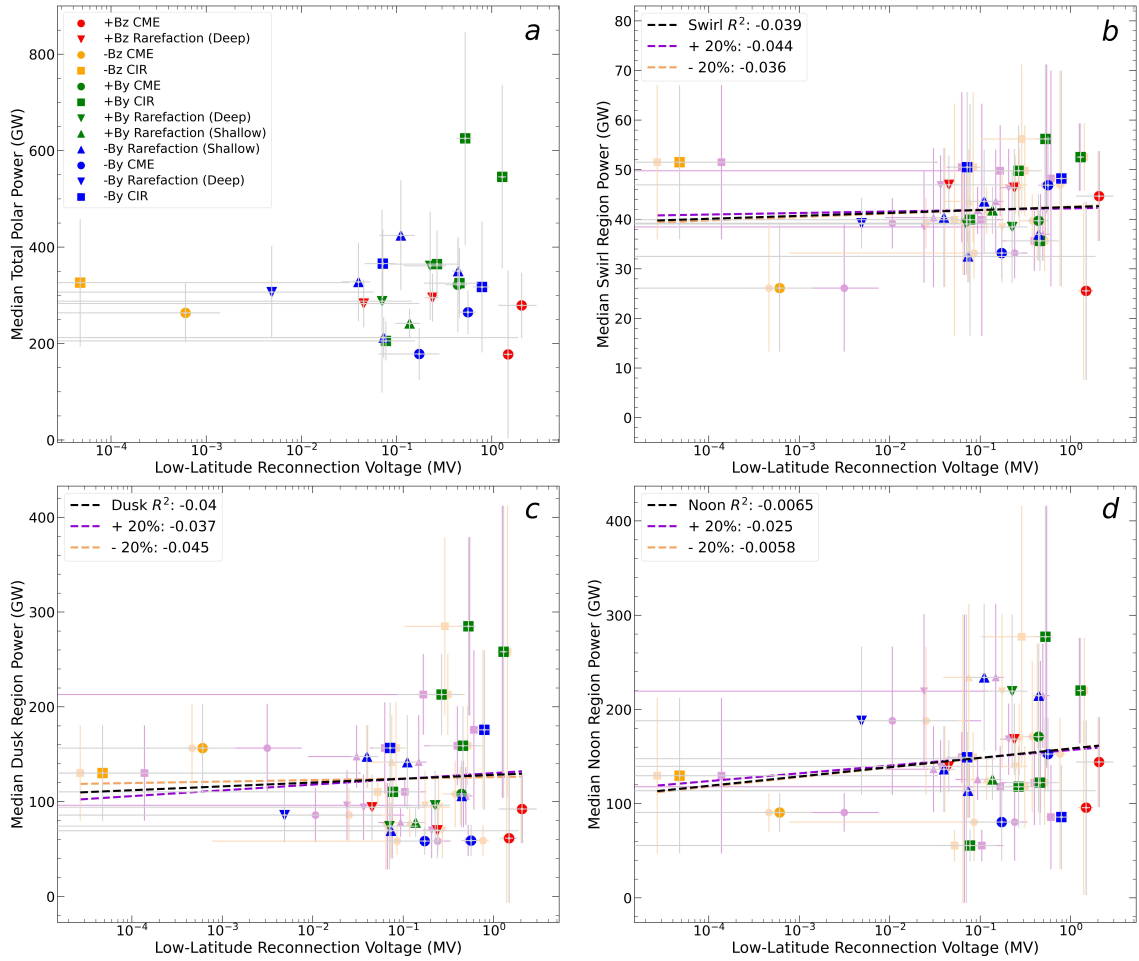 a
+Bz CME
+Bz Rarefaction (Deep)
-Bz CME
-Bz CIR
+By CME
+By CIR
+By Rarefaction (Deep)
+By Rarefaction (Shallow)
-By Rarefaction (Shallow)
-By CME
-By Rarefaction (Deep)
-By CIR
Median Total Polar Power (GW)
800
600
400
200
0
10⁻⁴ 10⁻³ 10⁻² 10⁻¹ 10⁰
Low-Latitude Reconnection Voltage (MV)
b
Swirl R²: -0.039
+ 20%: -0.044
- 20%: -0.036
Median Swirl Region Power (GW)
80
70
60
50
40
30
20
10
0
10⁻⁴ 10⁻³ 10⁻² 10⁻¹ 10⁰
Low-Latitude Reconnection Voltage (MV)
c
Dusk R²: -0.04
+ 20%: -0.037
- 20%: -0.045
Median Dusk Region Power (GW)
400
300
200
100
0
10⁻⁴ 10⁻³ 10⁻² 10⁻¹ 10⁰
Low-Latitude Reconnection Voltage (MV)
d
Noon R²: -0.0065
+ 20%: -0.025
- 20%: -0.0058
Median Noon Region Power (GW)
400
300
200
100
0
10⁻⁴ 10⁻³ 10⁻² 10⁻¹ 10⁰
Low-Latitude Reconnection Voltage (MV)